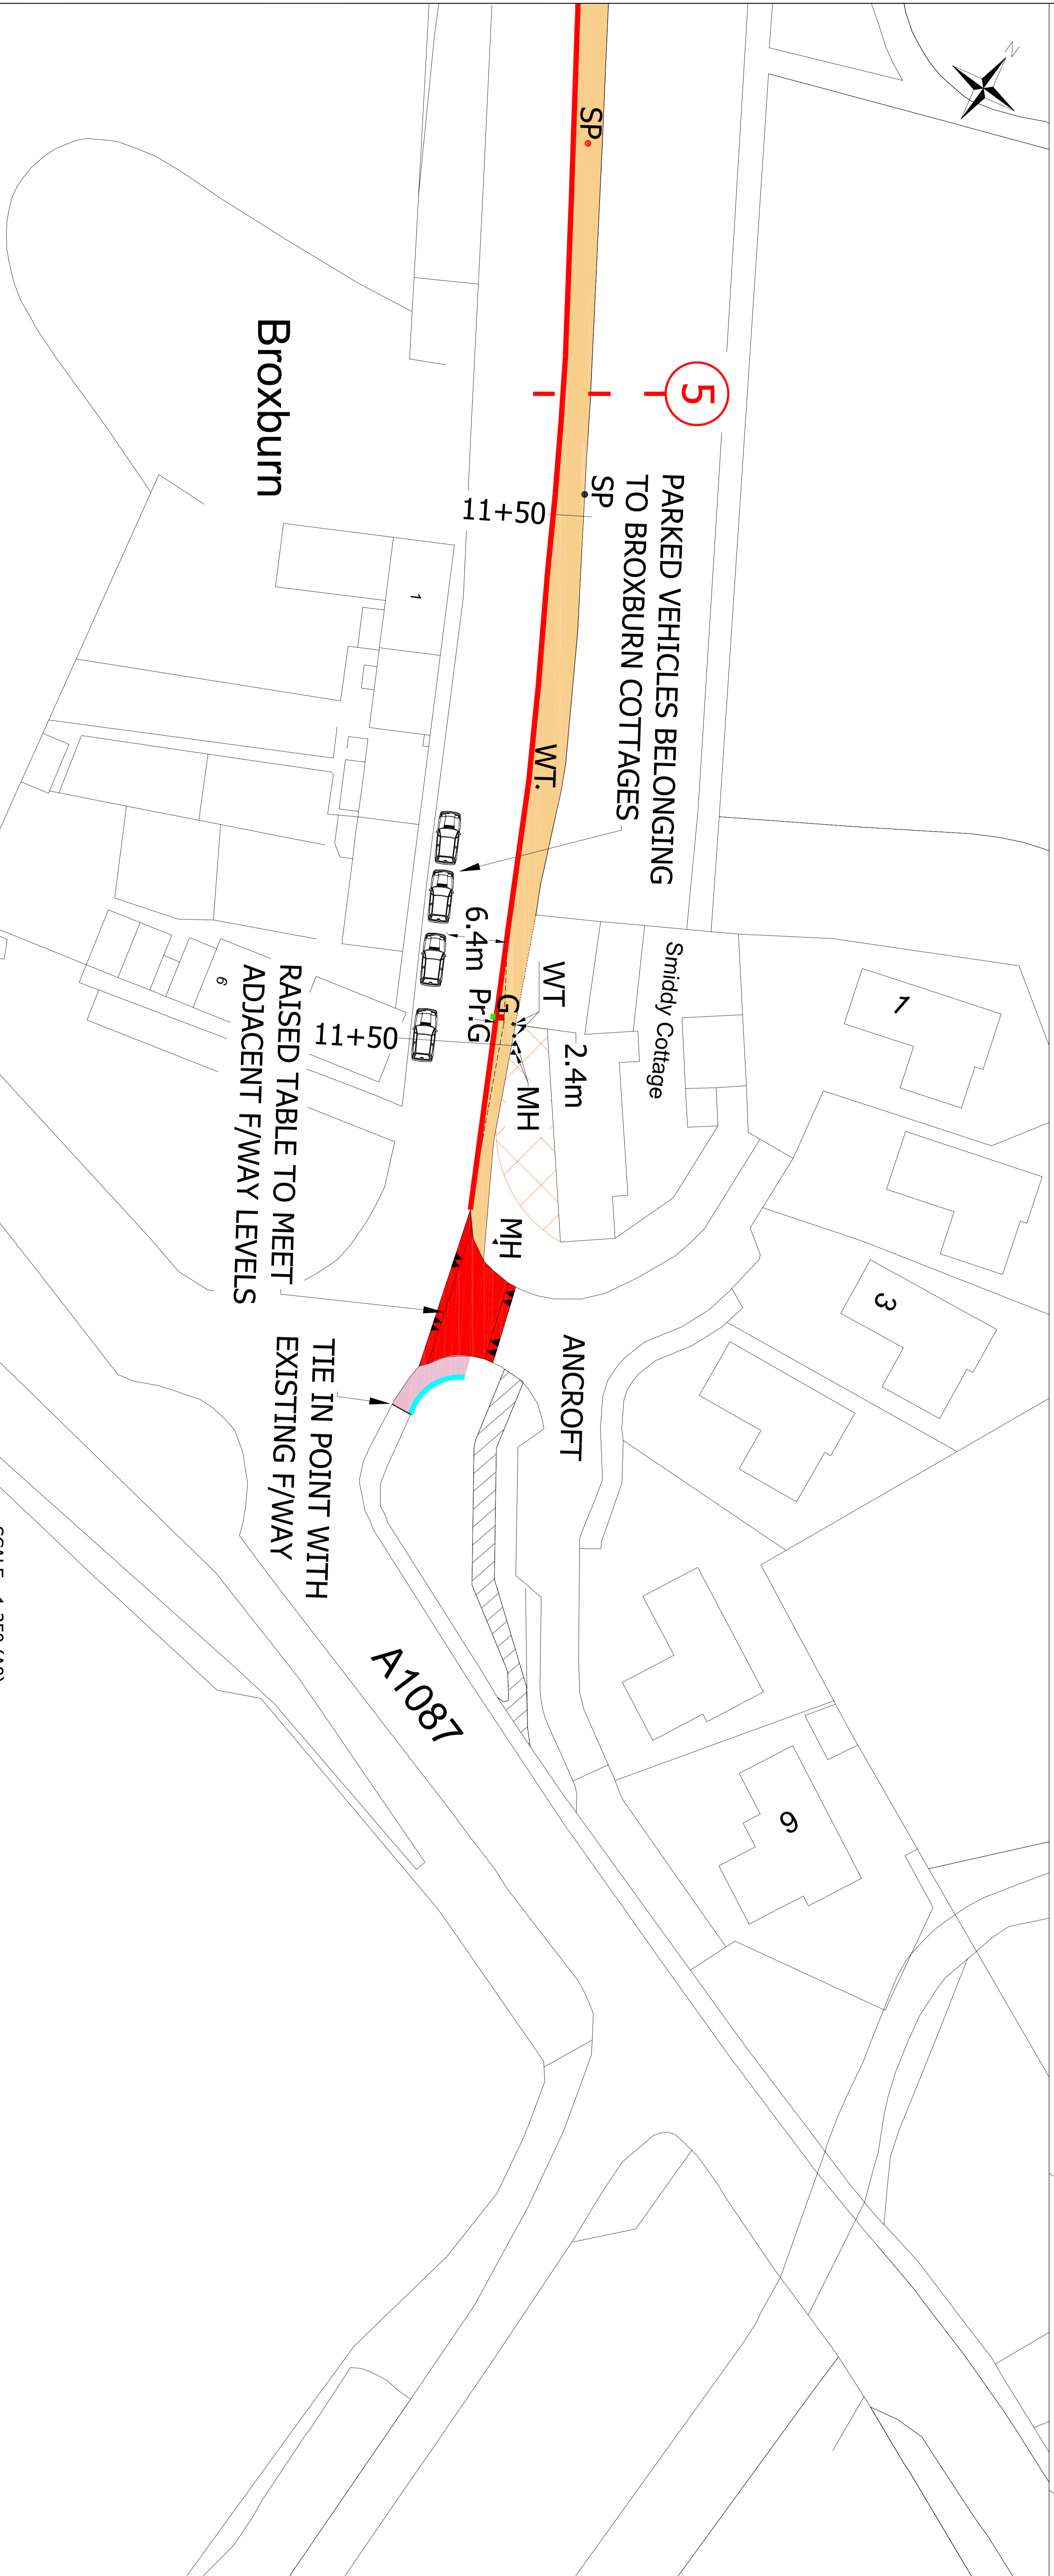 N
SP
5
SP
11+50
PARKED VEHICLES BELONGING
TO BROXBURN COTTAGES
Broxburn
1
WT.
6.4m
WT
G
Pr.G
2.4m
MH
11+50
Smiddy Cottage
1
6
MH
3
RAISED TABLE TO MEET
ADJACENT F/WAY LEVELS
ANCROFT
TIE IN POINT WITH
EXISTING F/WAY
A1087
9